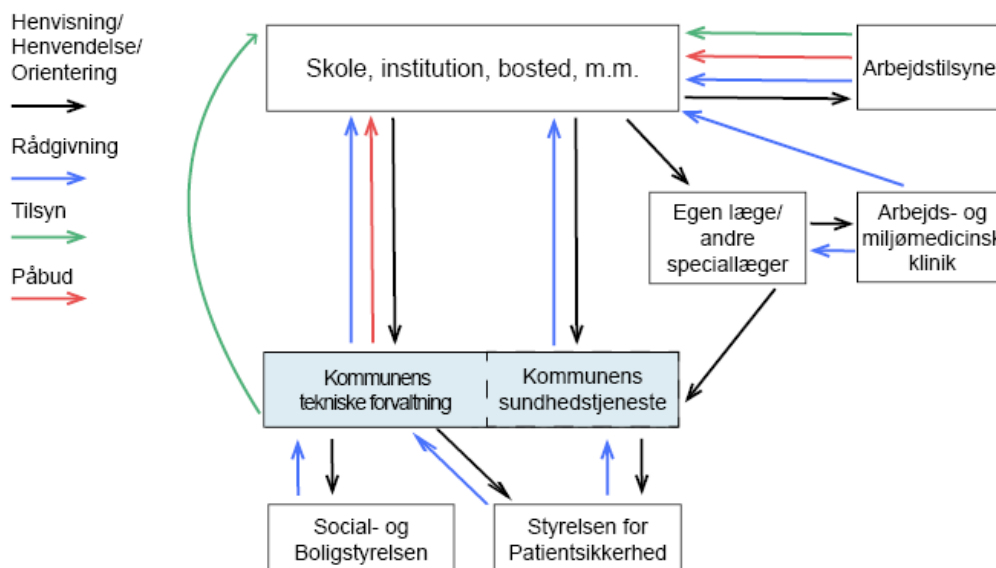 Henvisning/
Henvendelse/
Orientering
Rådgivning
Tilsyn
Påbud
Skole, institution, bosted, m.m.
Arbejdstilsynet
Egen læge/
andre
speciallæger
Arbejds- og
miljømedicinsk
klinik
Kommunens
tekniske forvaltning
Kommunens
sundhedstjeneste
Social- og
Boligstyrelsen
Styrelsen for
Patientsikkerhed